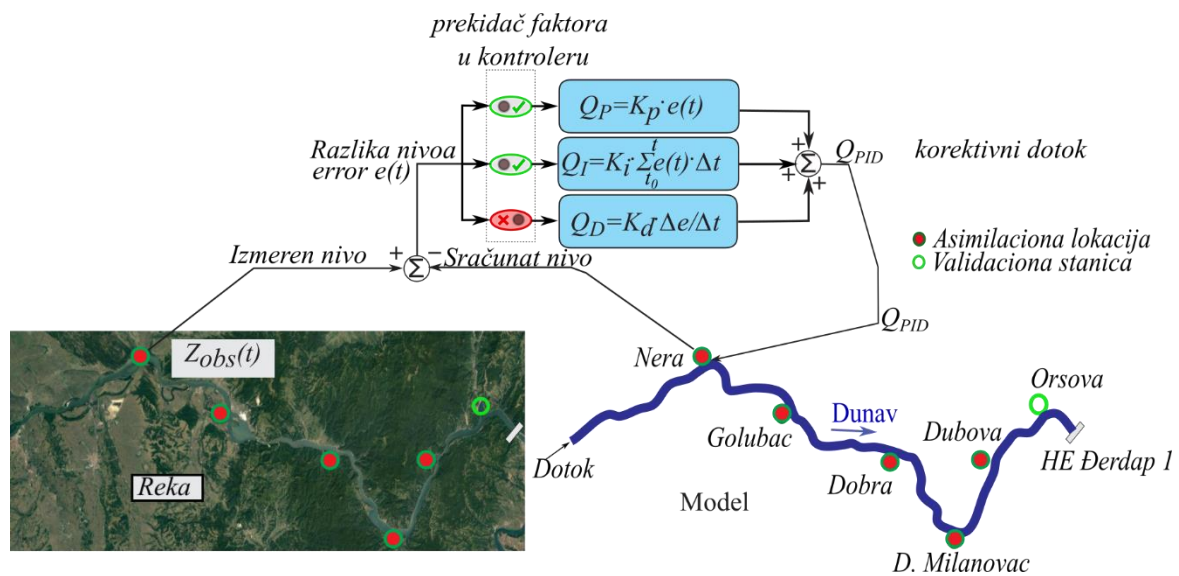 prekidač faktora
u kontroleru
Q_P=K_p·e(t)
Razlika nivoa
error e(t)
Q_I=K_i·Σ_{t_0}^{t}e(t)·Δt
Q_PID
korektivni dotok
Q_D=K_d·Δe/Δt
+
+
+
Σ
Izmeren nivo
+
−
Σ
Sračunat nivo
Asimilaciona lokacija
Validaciona stanica
Q_PID
Z_obs(t)
Nera
Orsova
Golubac
Dunav
Dubova
HE Đerdap 1
Dotok
Dobra
Reka
Model
D. Milanovac